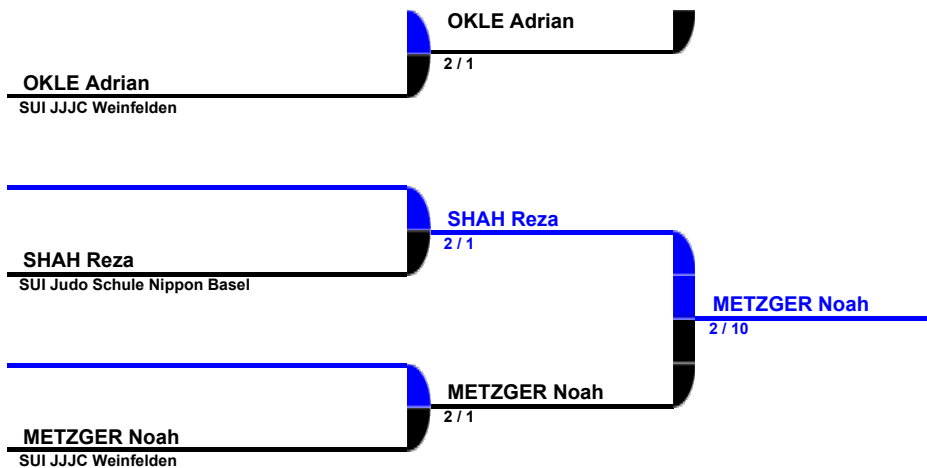 OKLE Adrian
2 / 1
OKLE Adrian
SUI JJJC Weinfelden
SHAH Reza
2 / 1
SHAH Reza
SUI Judo Schule Nippon Basel
METZGER Noah
2 / 10
METZGER Noah
2 / 1
METZGER Noah
SUI JJJC Weinfelden